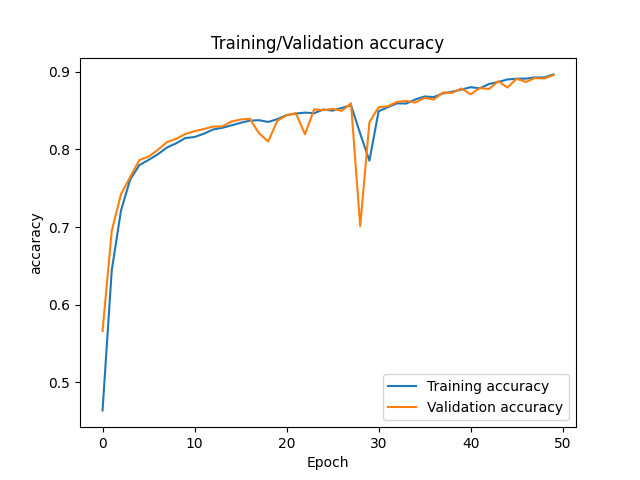 Training/Validation accuracy
0.9
0.8
0.7
0.6
0.5
accaracy
0 10 20 30 40 50
Epoch
Training accuracy
Validation accuracy